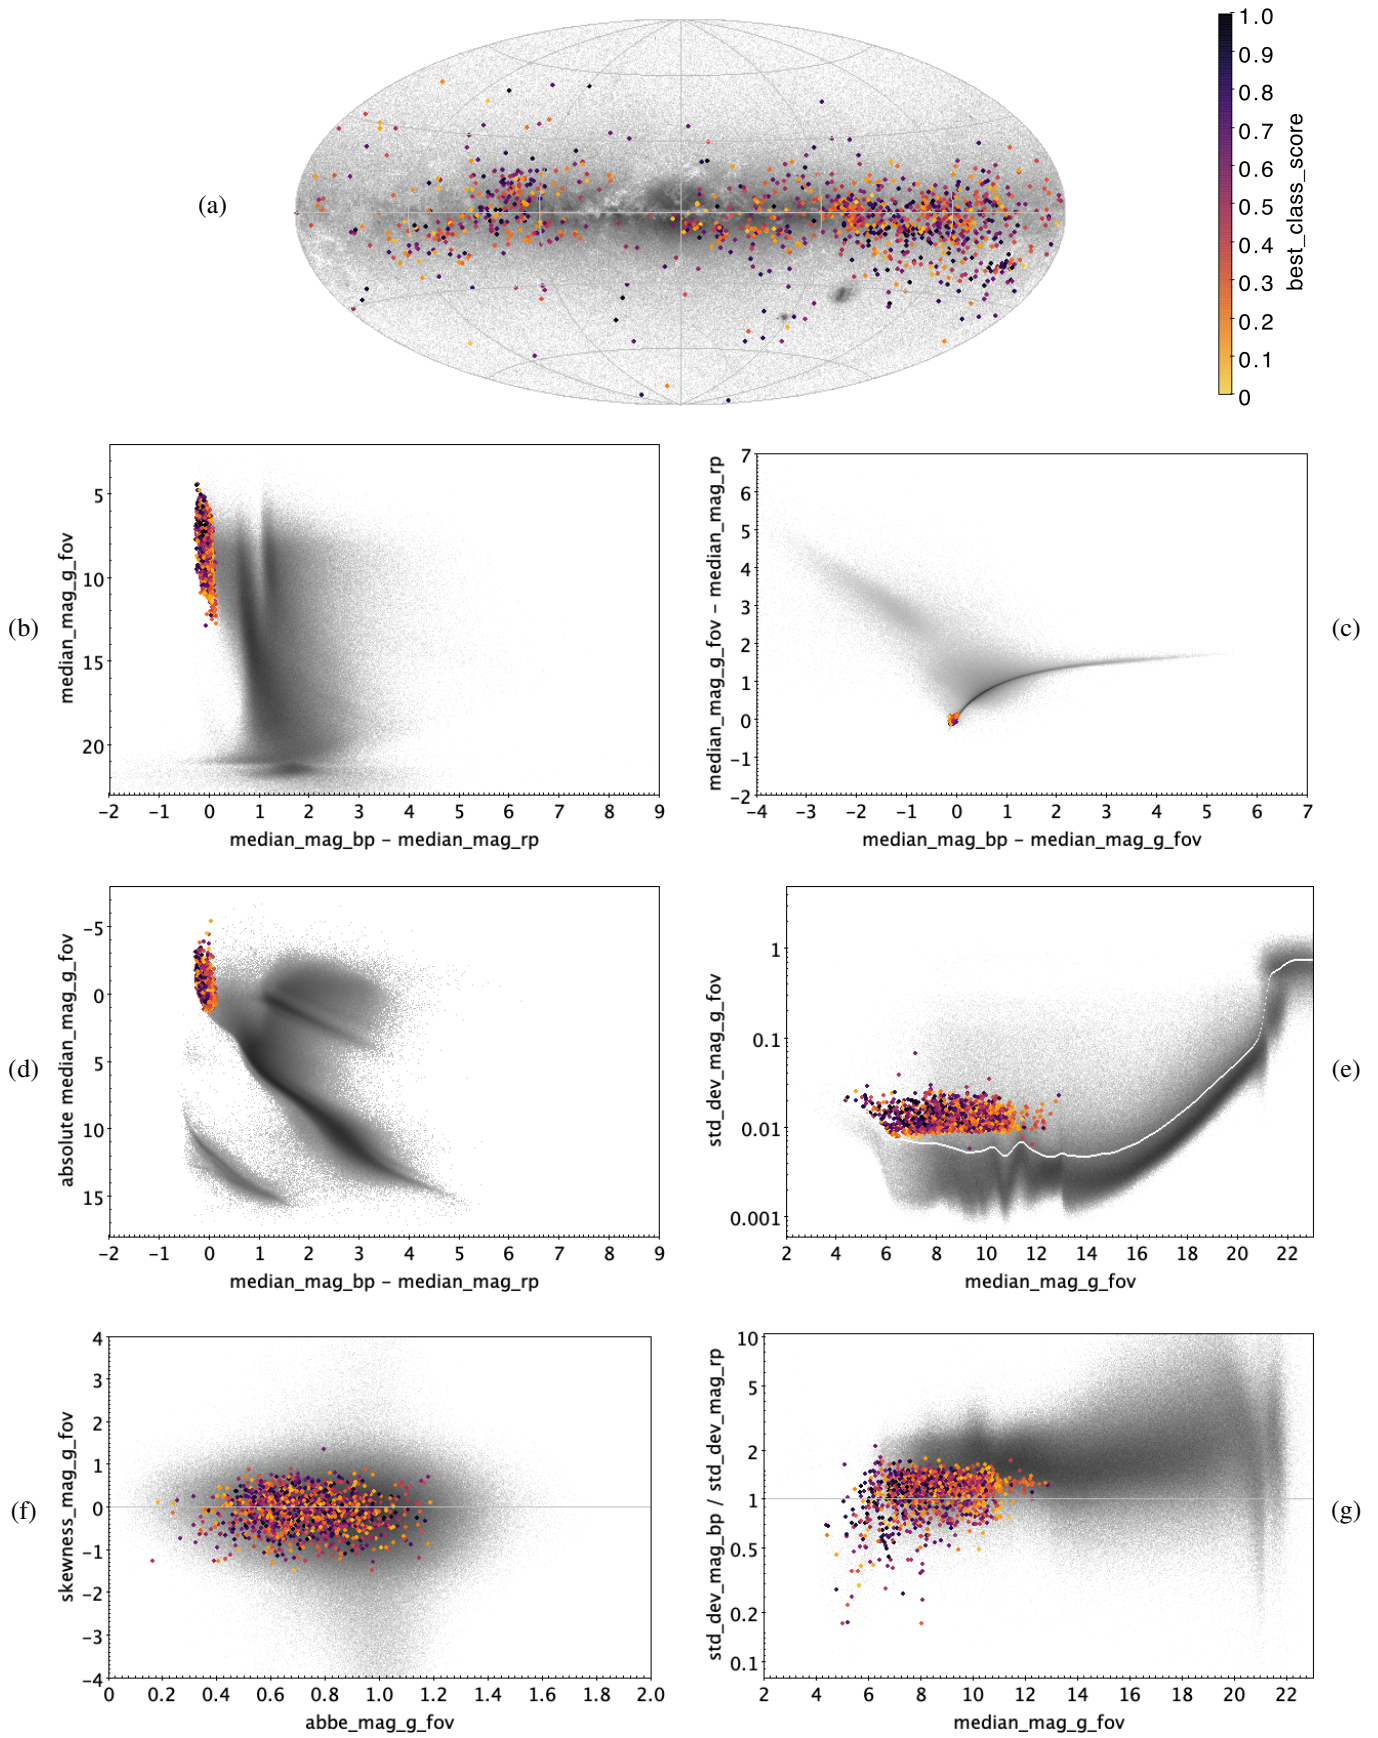 (a)
1.0
0.9
0.8
0.7
0.6
0.5
0.4
0.3
0.2
0.1
0
best_class_score
(b)
median_mag_g_fov
5
10
15
20
−2 −1 0 1 2 3 4 5 6 7 8 9
median_mag_bp − median_mag_rp
(c)
median_mag_g_fov − median_mag_rp
7
6
5
4
3
2
1
0
−1
−2
−4 −3 −2 −1 0 1 2 3 4 5 6 7
median_mag_bp − median_mag_g_fov
(d)
absolute median_mag_g_fov
−5
0
5
10
15
−2 −1 0 1 2 3 4 5 6 7 8 9
median_mag_bp − median_mag_rp
(e)
std_dev_mag_g_fov
1
0.1
0.01
0.001
2 4 6 8 10 12 14 16 18 20 22
median_mag_g_fov
(f)
skewness_mag_g_fov
4
3
2
1
0
−1
−2
−3
−4
0 0.2 0.4 0.6 0.8 1.0 1.2 1.4 1.6 1.8 2.0
abbe_mag_g_fov
(g)
std_dev_mag_bp / std_dev_mag_rp
10
5
2
1
0.5
0.2
0.1
2 4 6 8 10 12 14 16 18 20 22
median_mag_g_fov